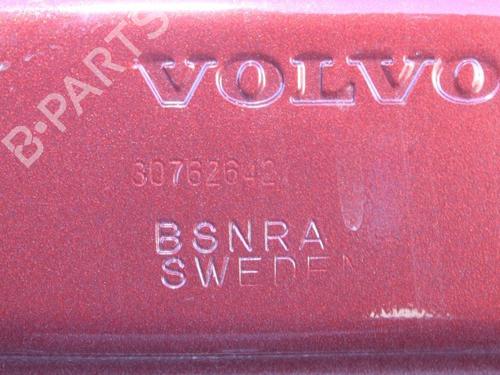 B-PARTS
VOLVO
30762642
BSNRA
SWEDEN